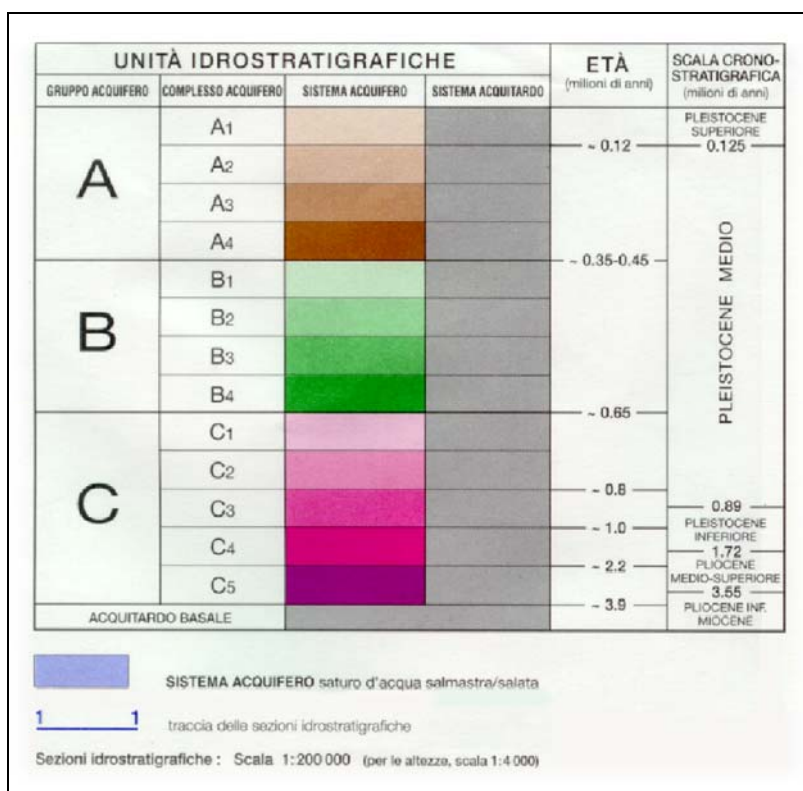 UNITÀ IDROSTRATIGRAFICHE
ETÀ
(milioni di anni)
SCALA CRONO-
STRATIGRAFICA
(milioni di anni)
GRUPPO ACQUIFERO COMPLESSO ACQUIFERO SISTEMA ACQUIFERO SISTEMA ACQUITARDO
A
A1
A2
A3
A4
B
B1
B2
B3
B4
C
C1
C2
C3
C4
C5
ACQUITARDO BASALE
~ 0.12
~ 0.35-0.45
~ 0.65
~ 0.8
~ 1.0
~ 2.2
~ 3.9
PLEISTOCENE
SUPERIORE
0.125
PLEISTOCENE MEDIO
0.89
PLEISTOCENE
INFERIORE
1.72
PLIOCENE
MEDIO-SUPERIORE
3.55
PLIOCENE INF.
MIOCENE
SISTEMA ACQUIFERO saturo d'acqua salmastra/salata
1 1
traccia delle sezioni idrostratigrafiche
Sezioni idrostratigrafiche : Scala 1:200 000 (per le altezze, scala 1:4 000)